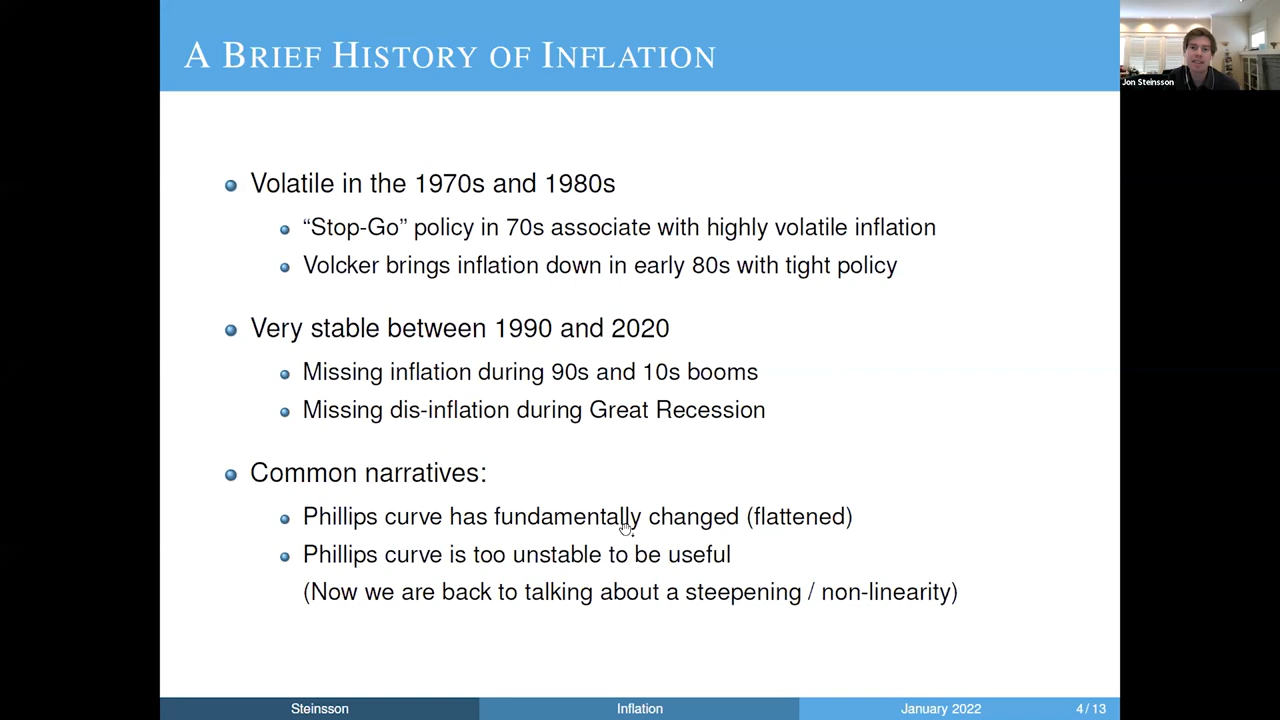 A BRIEF HISTORY OF INFLATION
Jon Steinsson
Volatile in the 1970s and 1980s
“Stop-Go” policy in 70s associate with highly volatile inflation
Volcker brings inflation down in early 80s with tight policy
Very stable between 1990 and 2020
Missing inflation during 90s and 10s booms
Missing dis-inflation during Great Recession
Common narratives:
Phillips curve has fundamentally changed (flattened)
Phillips curve is too unstable to be useful
(Now we are back to talking about a steepening / non-linearity)
Steinsson Inflation January 2022 4 / 13